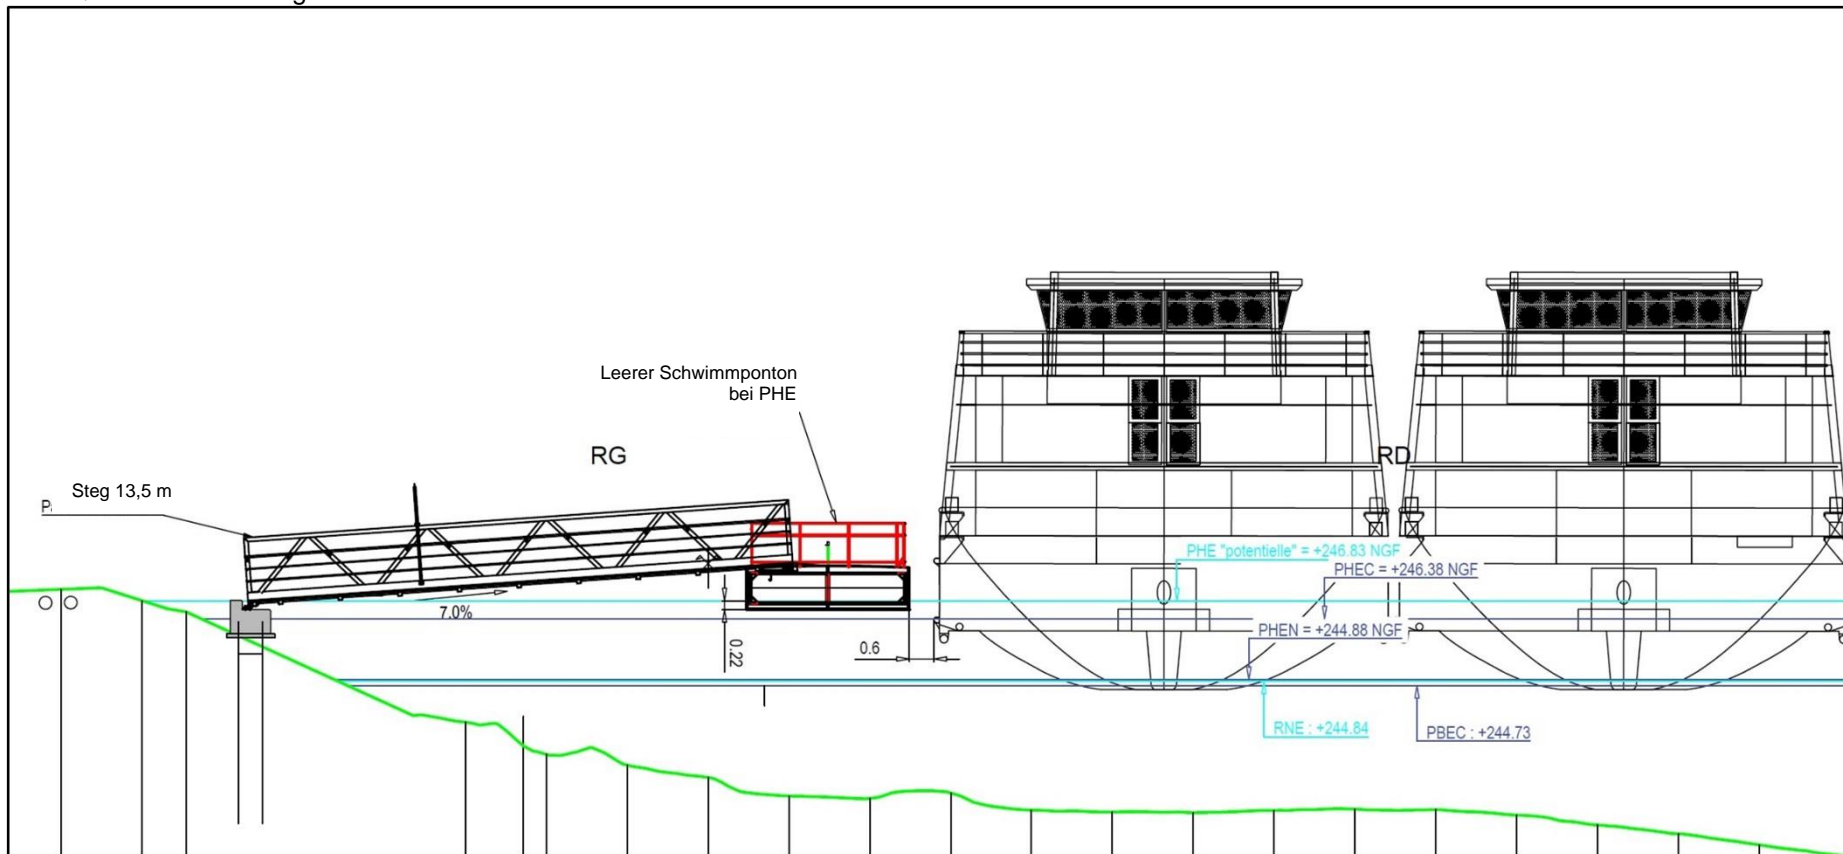 Leerer Schwimmponton
bei PHE
RG
RD
Steg 13,5 m
PHE "potentielle" = +246.83 NGF
PHEC = +246.38 NGF
7.0%
PHEN = +244.88 NGF
0.22
0.6
RNE : +244.84
PBEC : +244.73